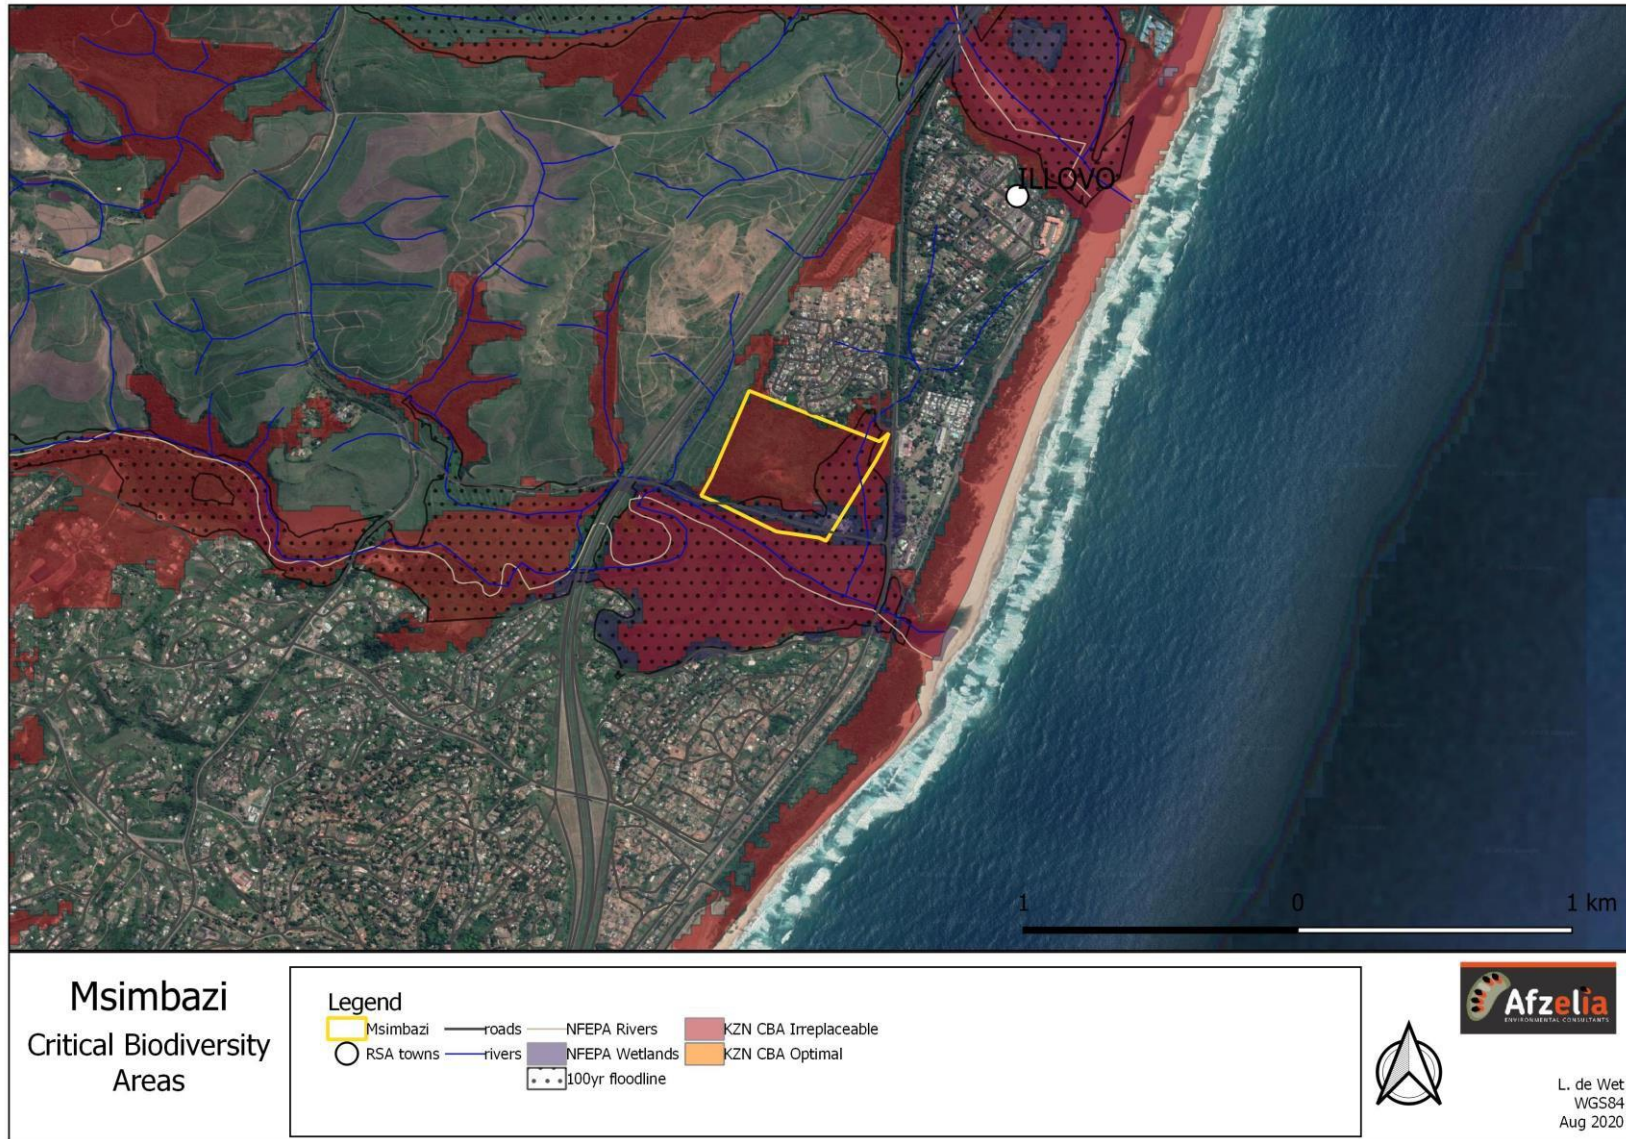 ILLOVO
1 0 1 km
Msimbazi
Critical Biodiversity
Areas
Legend
Msimbazi roads NFEPA Rivers KZN CBA Irreplaceable
RSA towns rivers NFEPA Wetlands KZN CBA Optimal
100yr floodline
Afzelia
ENVIRONMENTAL CONSULTANTS
L. de Wet
WGS84
Aug 2020